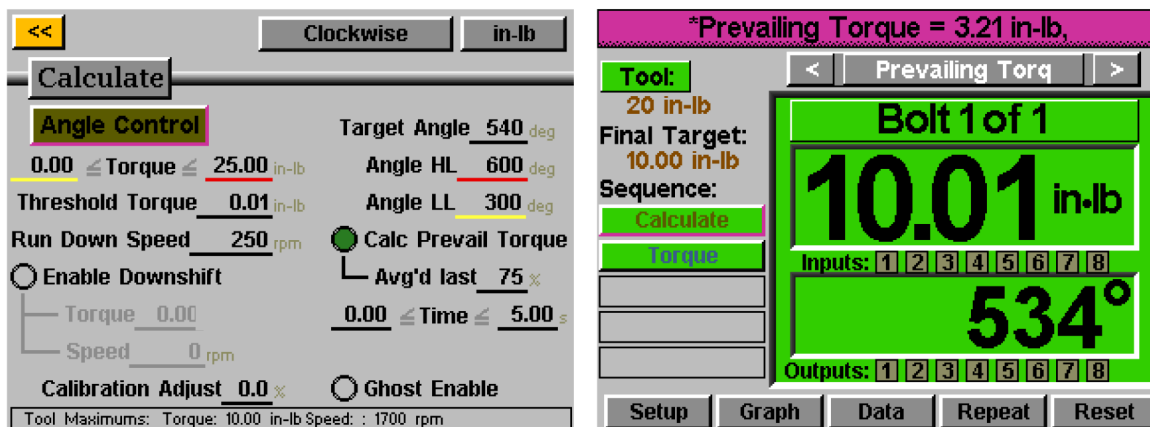 << Clockwise in-lb
Calculate
Angle Control
Target Angle 540 deg
0.00 ≤ Torque ≤ 25.00 in-lb
Angle HL 600 deg
Threshold Torque 0.01 in-lb
Angle LL 300 deg
Run Down Speed 250 rpm
Calc Prevail Torque
Enable Downshift
Avg'd last 75 %
Torque 0.00
0.00 ≤ Time ≤ 5.00 s
Speed 0 rpm
Calibration Adjust 0.0 %
Ghost Enable
Tool Maximums: Torque: 10.00 in-lb Speed: : 1700 rpm
*Prevailing Torque = 3.21 in-lb,
Tool:
20 in-lb
Final Target:
10.00 in-lb
Sequence:
Calculate
Torque
< Prevailing Torq >
Bolt 1 of 1
10.01 in•lb
Inputs: 1 2 3 4 5 6 7 8
534°
Outputs: 1 2 3 4 5 6 7 8
Setup Graph Data Repeat Reset